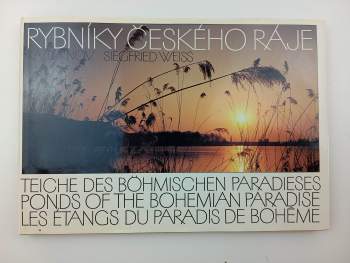 RYBNÍKY ČESKÉHO RÁJE
SIEGFRIED WEISS
TEICHE DES BÖHMISCHEN PARADIESES
PONDS OF THE BOHEMIAN PARADISE
LES ÉTANGS DU PARADIS DE BOHÊME